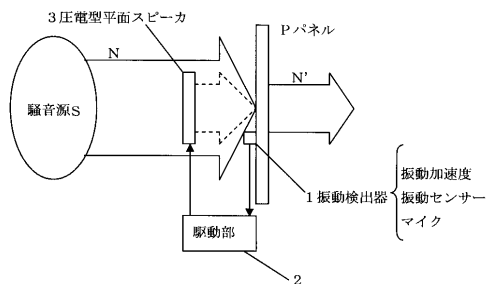 3圧電型平面スピーカ
Pパネル
N
N'
騒音源S
1振動検出器
振動加速度
振動センサー
マイク
駆動部
2